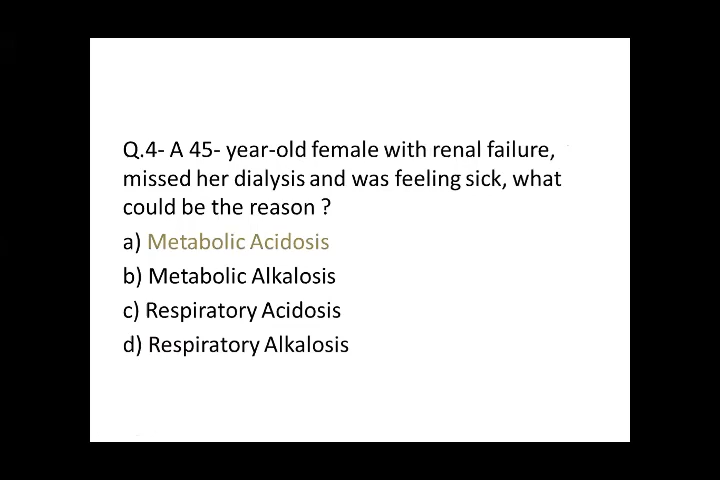 Q.4- A 45- year-old female with renal failure,
missed her dialysis and was feeling sick, what
could be the reason ?
a) Metabolic Acidosis
b) Metabolic Alkalosis
c) Respiratory Acidosis
d) Respiratory Alkalosis